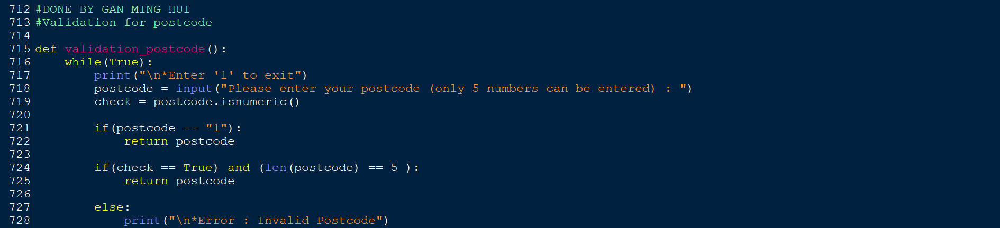 712 #DONE BY GAN MING HUI
713 #Validation for postcode
714
715 def validation_postcode():
716     while(True):
717         print("\n*Enter '1' to exit")
718         postcode = input("Please enter your postcode (only 5 numbers can be entered) : ")
719         check = postcode.isnumeric()
720
721         if(postcode == "1"):
722             return postcode
723
724         if(check == True) and (len(postcode) == 5 ):
725             return postcode
726
727         else:
728             print("\n*Error : Invalid Postcode")